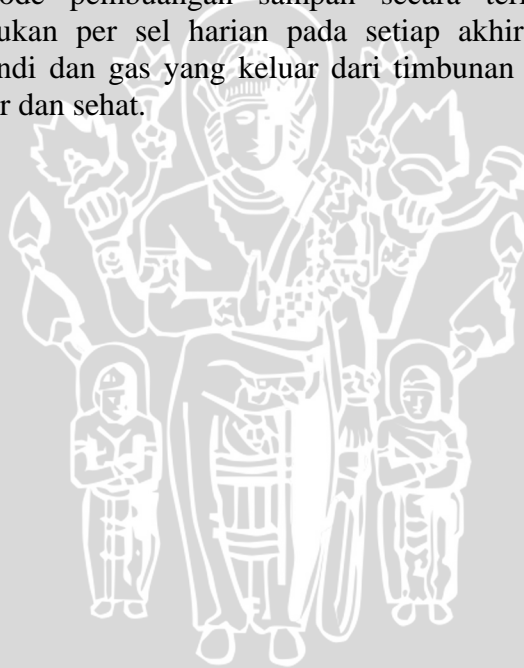 ode pembuangan sampah secara ter
ukan per sel harian pada setiap akhir
ndi dan gas yang keluar dari timbunan
r dan sehat.